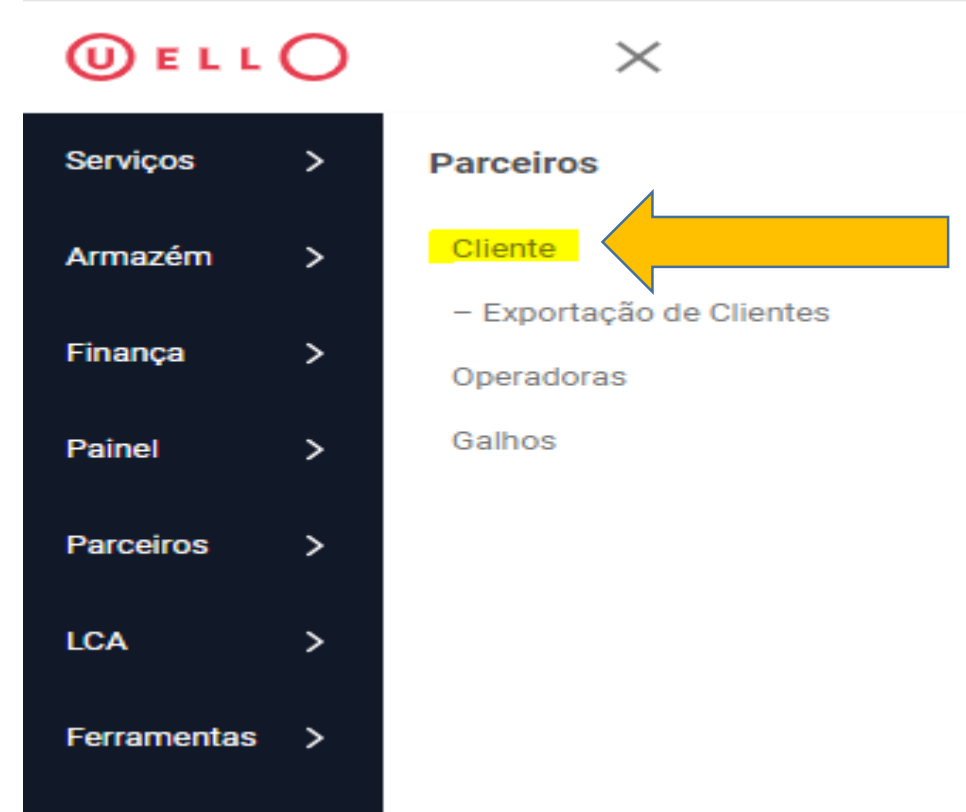 UELLO
Serviços >
Armazém >
Finança >
Painel >
Parceiros >
LCA >
Ferramentas >
Parceiros
Cliente
– Exportação de Clientes
Operadoras
Galhos